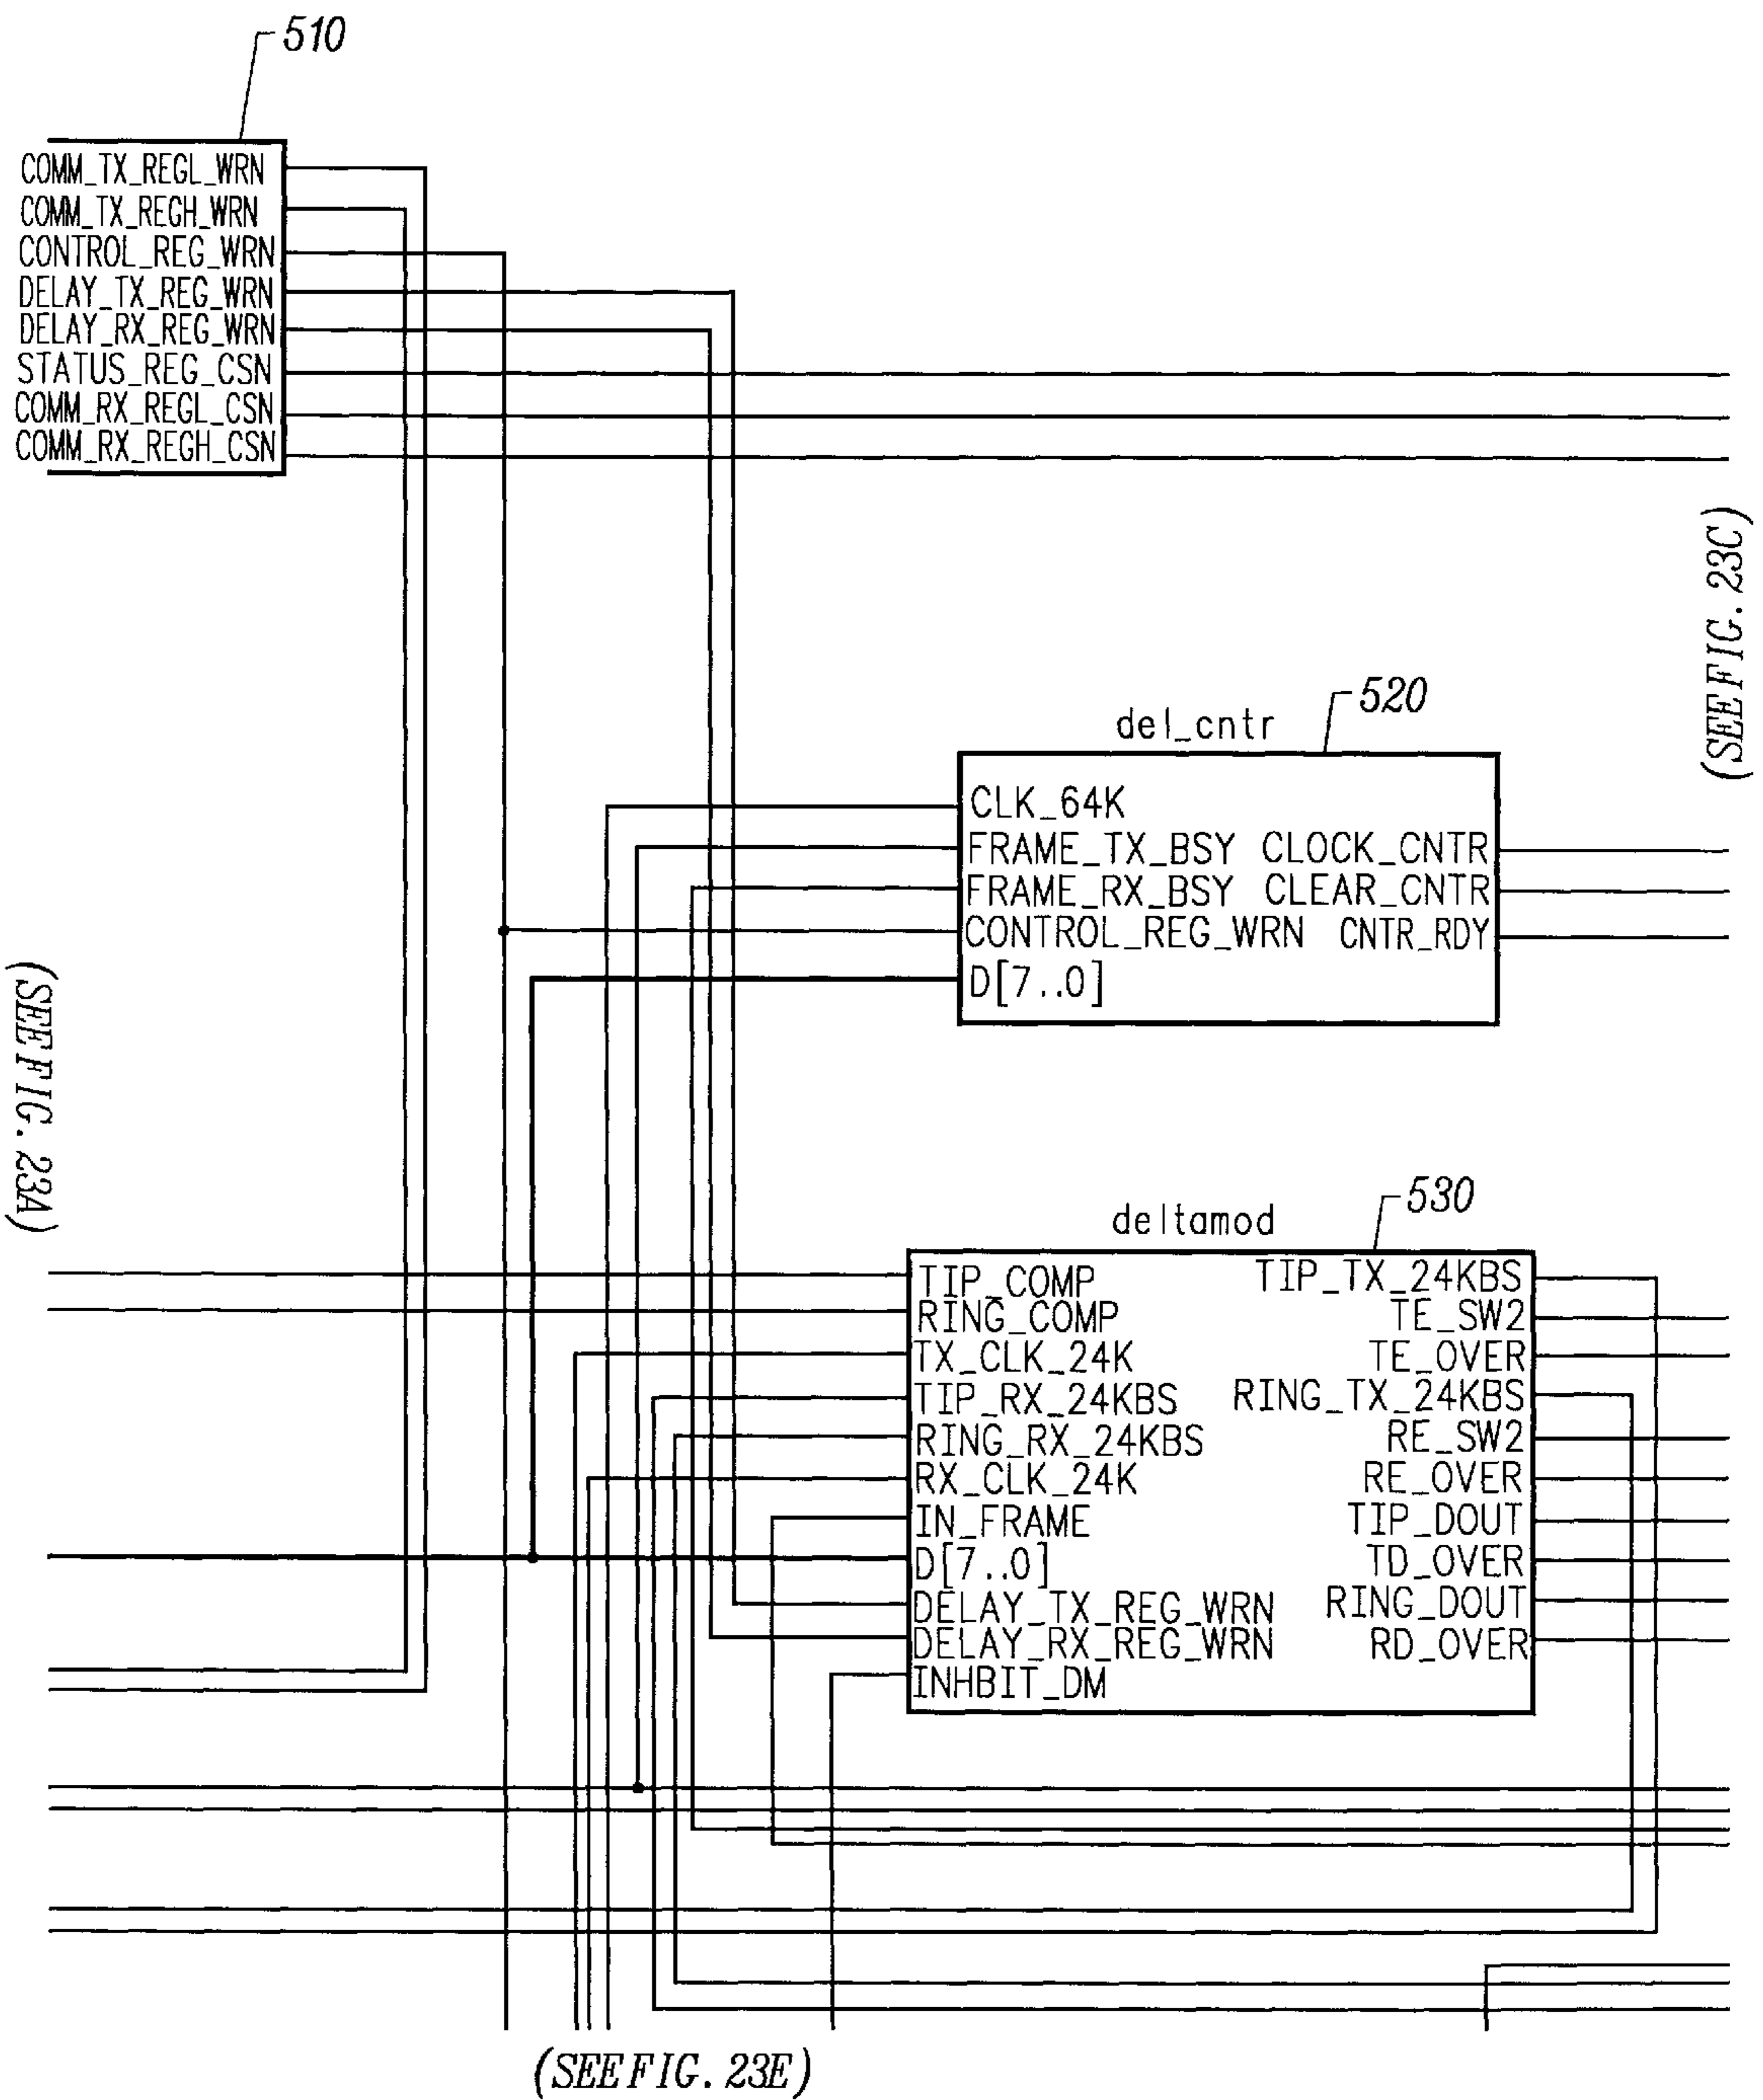 510
COMM_TX_REGL_WRN
COMM_TX_REGH_WRN
CONTROL_REG_WRN
DELAY_TX_REG_WRN
DELAY_RX_REG_WRN
STATUS_REG_CSN
COMM_RX_REGL_CSN
COMM_RX_REGH_CSN
(SEE FIG. 23C)
del_cntr
520
CLK_64K
FRAME_TX_BSY CLOCK_CNTR
FRAME_RX_BSY CLEAR_CNTR
CONTROL_REG_WRN CNTR_RDY
D[7..0]
(SEE FIG. 23A)
deltamod
530
TIP_COMP TIP_TX_24KBS
RING_COMP TE_SW2
TX_CLK_24K TE_OVER
TIP_RX_24KBS RING_TX_24KBS
RING_RX_24KBS RE_SW2
RX_CLK_24K RE_OVER
IN_FRAME TIP_DOUT
D[7..0] TD_OVER
DELAY_TX_REG_WRN RING_DOUT
DELAY_RX_REG_WRN RD_OVER
INHBIT_DM
(SEE FIG. 23E)